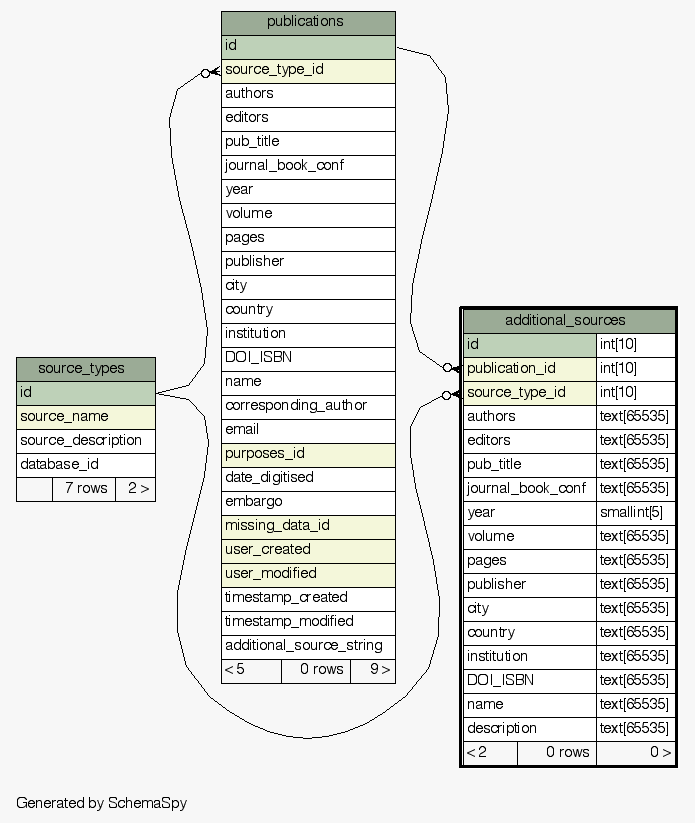 publications
id
source_type_id
authors
editors
pub_title
journal_book_conf
year
volume
pages
publisher
city
country
institution
DOI_ISBN
name
corresponding_author
email
purposes_id
date_digitised
embargo
missing_data_id
user_created
user_modified
timestamp_created
timestamp_modified
additional_source_string
< 5 0 rows 9 >
source_types
id
source_name
source_description
database_id
7 rows 2 >
additional_sources
id int[10]
publication_id int[10]
source_type_id int[10]
authors text[65535]
editors text[65535]
pub_title text[65535]
journal_book_conf text[65535]
year smallint[5]
volume text[65535]
pages text[65535]
publisher text[65535]
city text[65535]
country text[65535]
institution text[65535]
DOI_ISBN text[65535]
name text[65535]
description text[65535]
< 2 0 rows 0 >
Generated by SchemaSpy